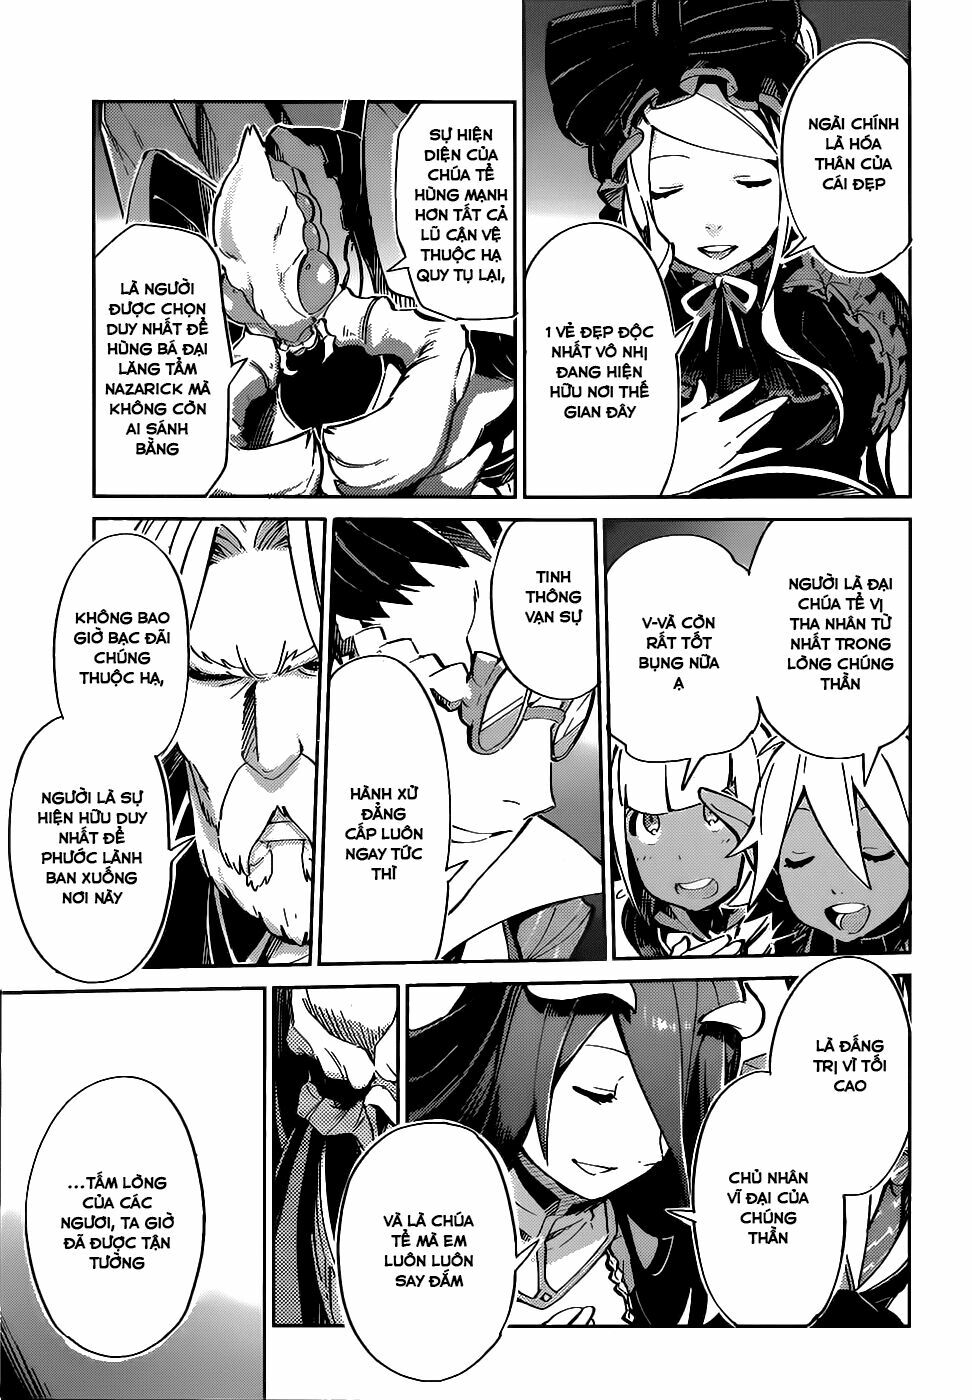 NGÀI CHÍNH
LÀ HÓA
THÂN CỦA
CÁI ĐẸP
1 VẺ ĐẸP ĐỘC
NHẤT VÔ NHỊ
ĐANG HIỆN
HỮU NƠI THẾ
GIAN ĐÂY
SỰ HIỆN
DIỆN CỦA
CHÚA TỂ
HÙNG MẠNH
HƠN TẤT CẢ
LŨ CẬN VỆ
THUỘC HẠ
QUY TỤ LẠI,
LÀ NGƯỜI
ĐƯỢC CHỌN
DUY NHẤT ĐỂ
HÙNG BÁ ĐẠI
LĂNG TẨM
NAZARICK MÀ
KHÔNG CÒN
AI SÁNH
BẰNG
NGƯỜI LÀ ĐẠI
CHÚA TỂ VỊ
THA NHÂN TỪ
NHẤT TRONG
LÒNG CHÚNG
THẦN
V-VÀ CÒN
RẤT TỐT
BỤNG NỮA
Ạ
TINH
THÔNG
VẠN SỰ
HÀNH XỬ
ĐẲNG
CẤP LUÔN
NGAY TỨC
THÌ
KHÔNG BAO
GIỜ BẠC ĐÃI
CHÚNG
THUỘC HẠ,
NGƯỜI LÀ SỰ
HIỆN HỮU DUY
NHẤT ĐỂ
PHƯỚC LÀNH
BAN XUỐNG
NƠI NÀY
LÀ ĐẤNG
TRỊ VÌ TỐI
CAO
CHỦ NHÂN
VĨ ĐẠI CỦA
CHÚNG
THẦN
VÀ LÀ CHÚA
TỂ MÀ EM
LUÔN LUÔN
SAY ĐẮM
...TẤM LÒNG
CỦA CÁC
NGƯƠI, TA GIỜ
ĐÃ ĐƯỢC TẬN
TƯỜNG